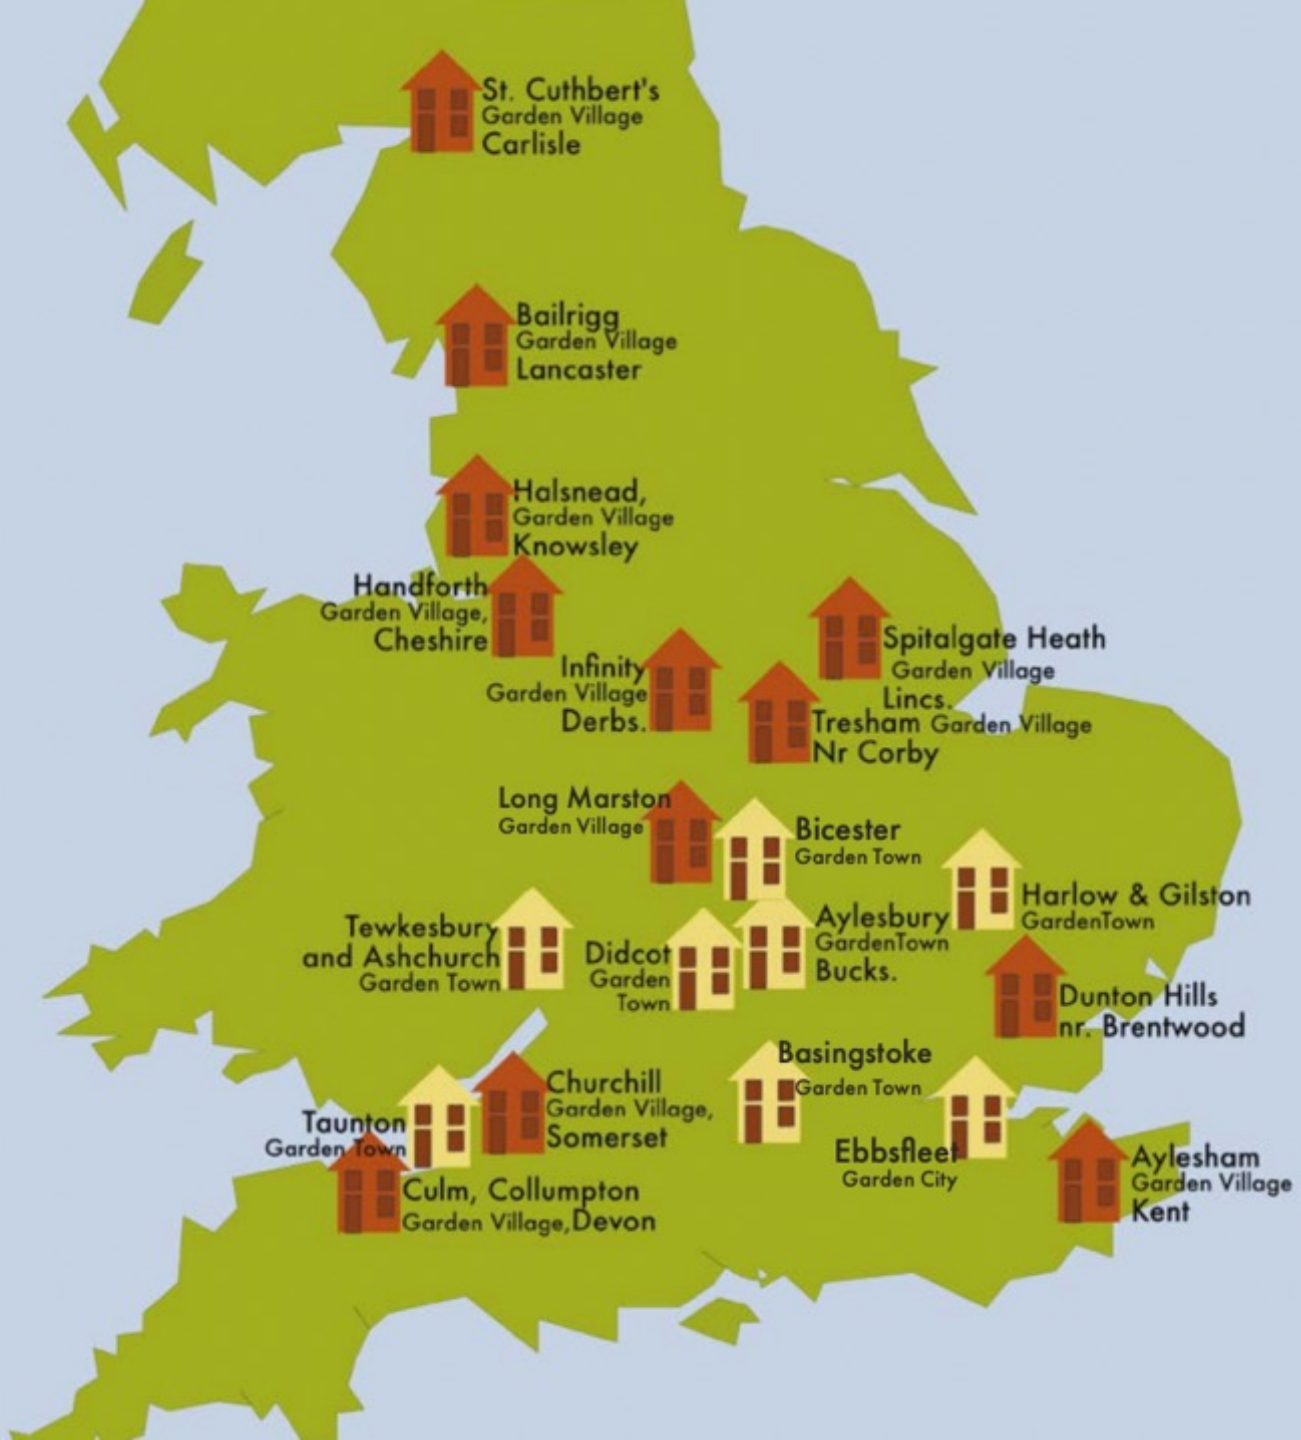 St. Cuthbert's
Garden Village
Carlisle
Bailrigg
Garden Village
Lancaster
Halsnead,
Garden Village
Knowsley
Handforth
Garden Village,
Cheshire
Spitalgate Heath
Garden Village
Lincs.
Infinity
Garden Village
Derbs.
Tresham Garden Village
Nr Corby
Long Marston
Garden Village
Bicester
Garden Town
Harlow & Gilston
GardenTown
Tewkesbury
and Ashchurch
Garden Town
Didcot
Garden
Town
Aylesbury
GardenTown
Bucks.
Dunton Hills
nr. Brentwood
Basingstoke
Garden Town
Churchill
Garden Village,
Somerset
Taunton
Garden Town
Ebbsfleet
Garden City
Aylesham
Garden Village
Kent
Culm, Collumpton
Garden Village,Devon